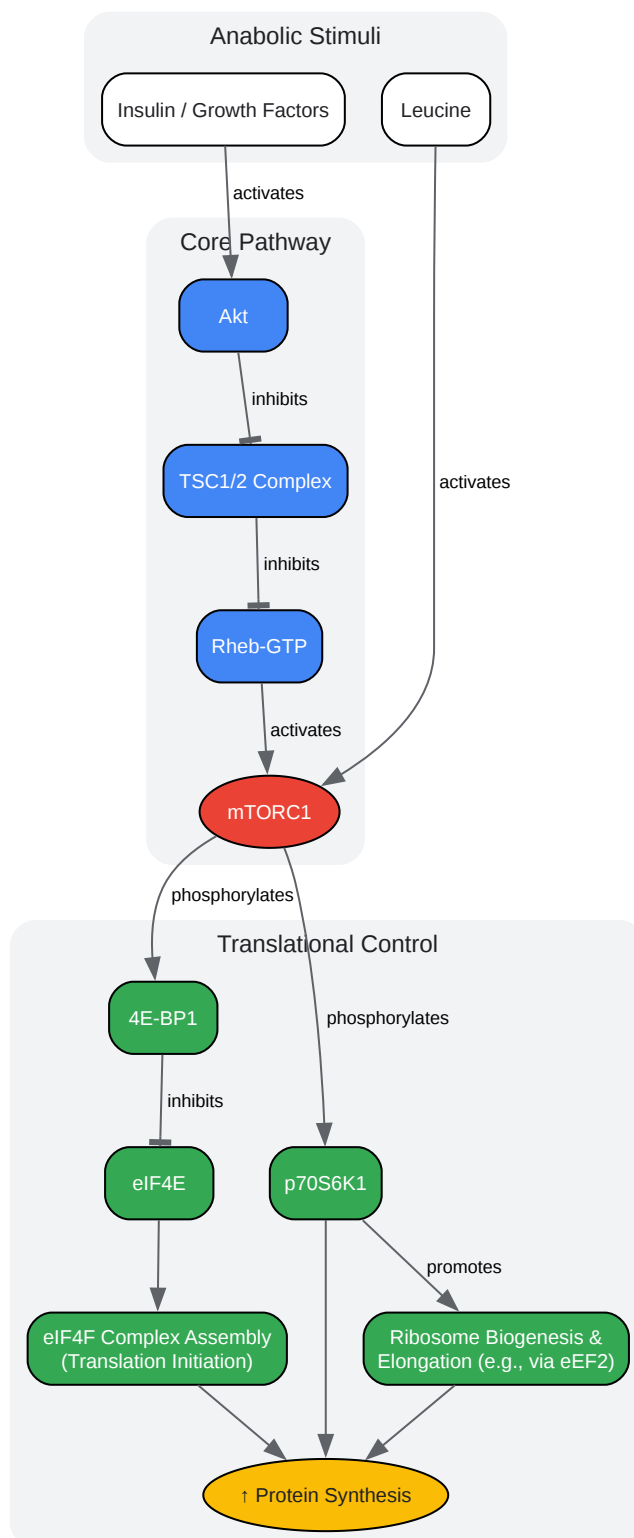 Anabolic Stimuli
Insulin / Growth Factors
Leucine
activates
Core Pathway
Akt
inhibits
TSC1/2 Complex
activates
inhibits
Rheb-GTP
activates
mTORC1
phosphorylates
Translational Control
4E-BP1
phosphorylates
inhibits
eIF4E
p70S6K1
promotes
eIF4F Complex Assembly
(Translation Initiation)
Ribosome Biogenesis &
Elongation (e.g., via eEF2)
↑ Protein Synthesis